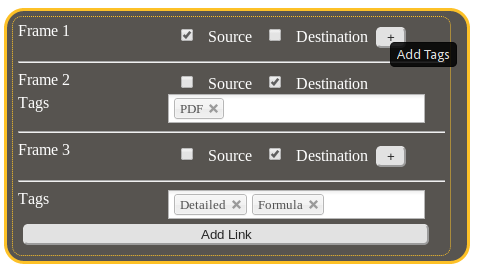 Frame 1 Source Destination +
Add Tags
Frame 2 Source Destination
Tags PDF ×
Frame 3 Source Destination +
Tags Detailed × Formula ×
Add Link